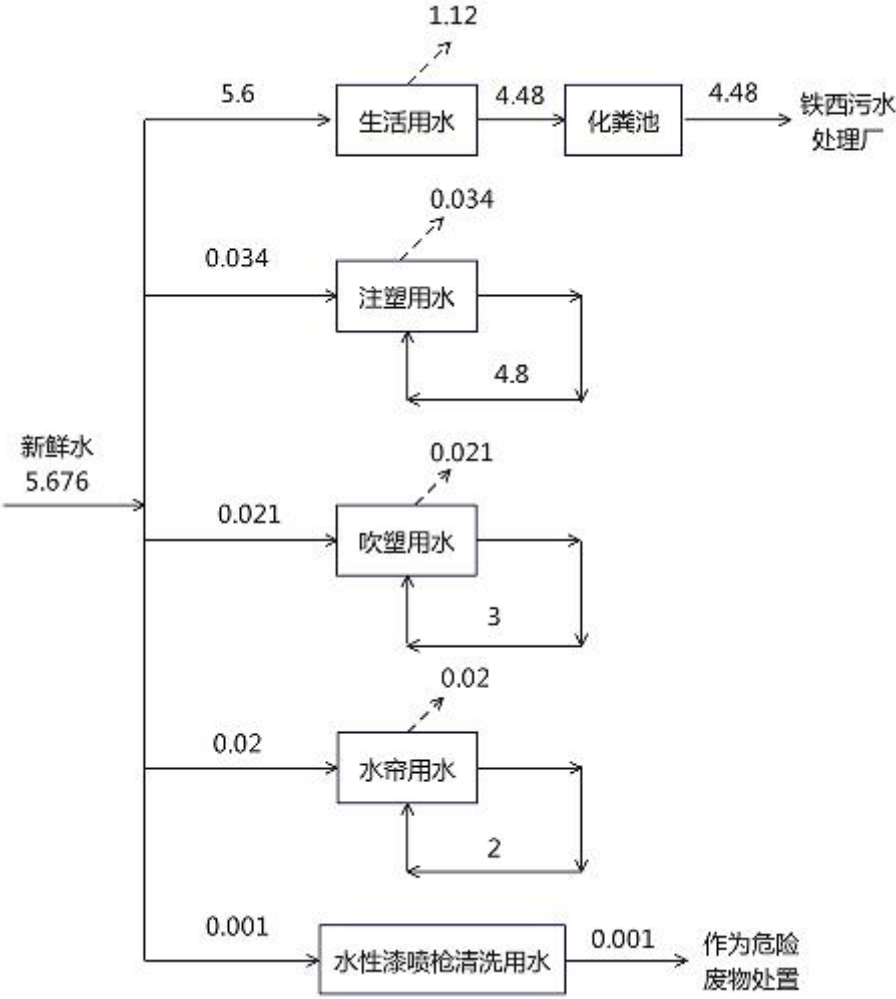 1.12
5.6
生活用水
4.48
化粪池
4.48
铁西污水
处理厂
0.034
0.034
注塑用水
4.8
新鲜水
5.676
0.021
0.021
吹塑用水
3
0.02
0.02
水帘用水
2
0.001
水性漆喷枪清洗用水
0.001
作为危险
废物处置